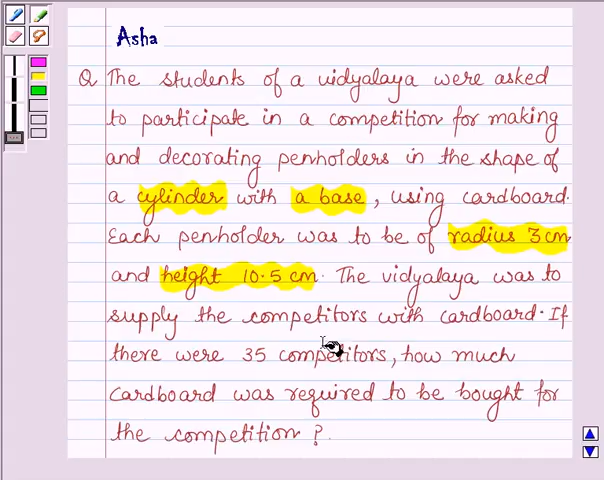 Asha
Q The students of a vidyalaya were asked
to participate in a competition for making
and decorating penholders in the shape of
a cylinder with a base, using cardboard.
Each penholder was to be of radius 3 cm
and height 10.5 cm. The vidyalaya was to
supply the competitors with cardboard. If
there were 35 competitors, how much
cardboard was required to be bought for
the competition ?